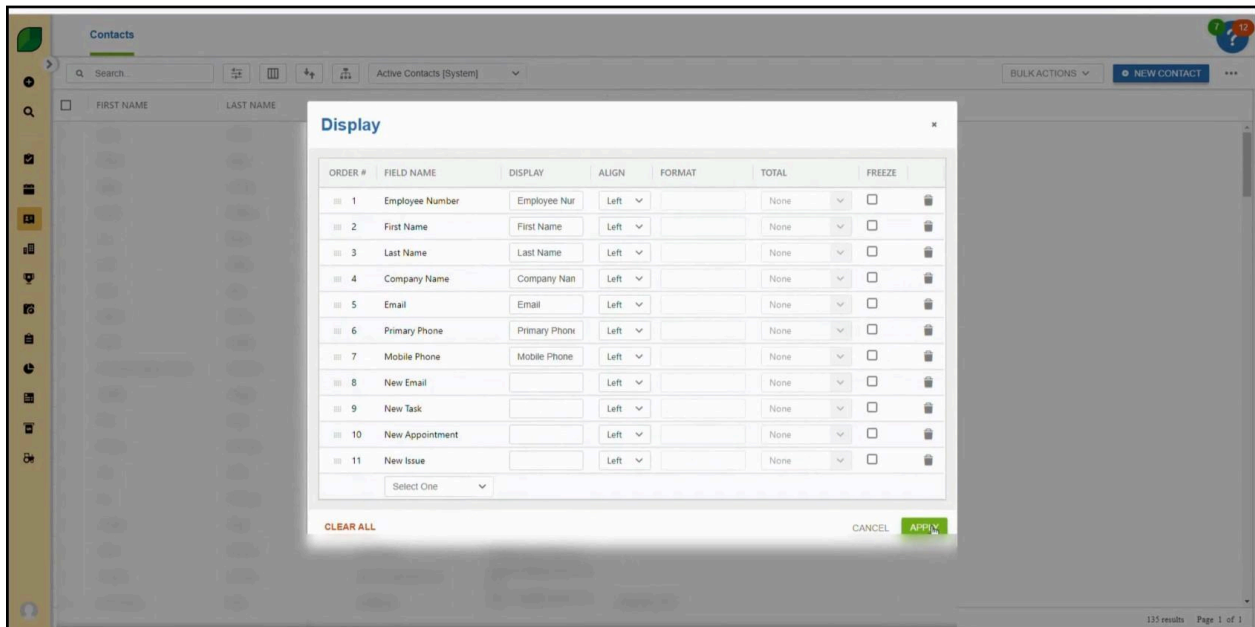 Contacts
7 12
?
Search... Active Contacts [System] BULK ACTIONS NEW CONTACT
FIRST NAME LAST NAME
Display
ORDER # FIELD NAME DISPLAY ALIGN FORMAT TOTAL FREEZE
1 Employee Number Employee Nur Left None
2 First Name First Name Left None
3 Last Name Last Name Left None
4 Company Name Company Nan Left None
5 Email Email Left None
6 Primary Phone Primary Phone Left None
7 Mobile Phone Mobile Phone Left None
8 New Email Left None
9 New Task Left None
10 New Appointment Left None
11 New Issue Left None
Select One
CLEAR ALL CANCEL APPLY
135 results Page 1 of 1